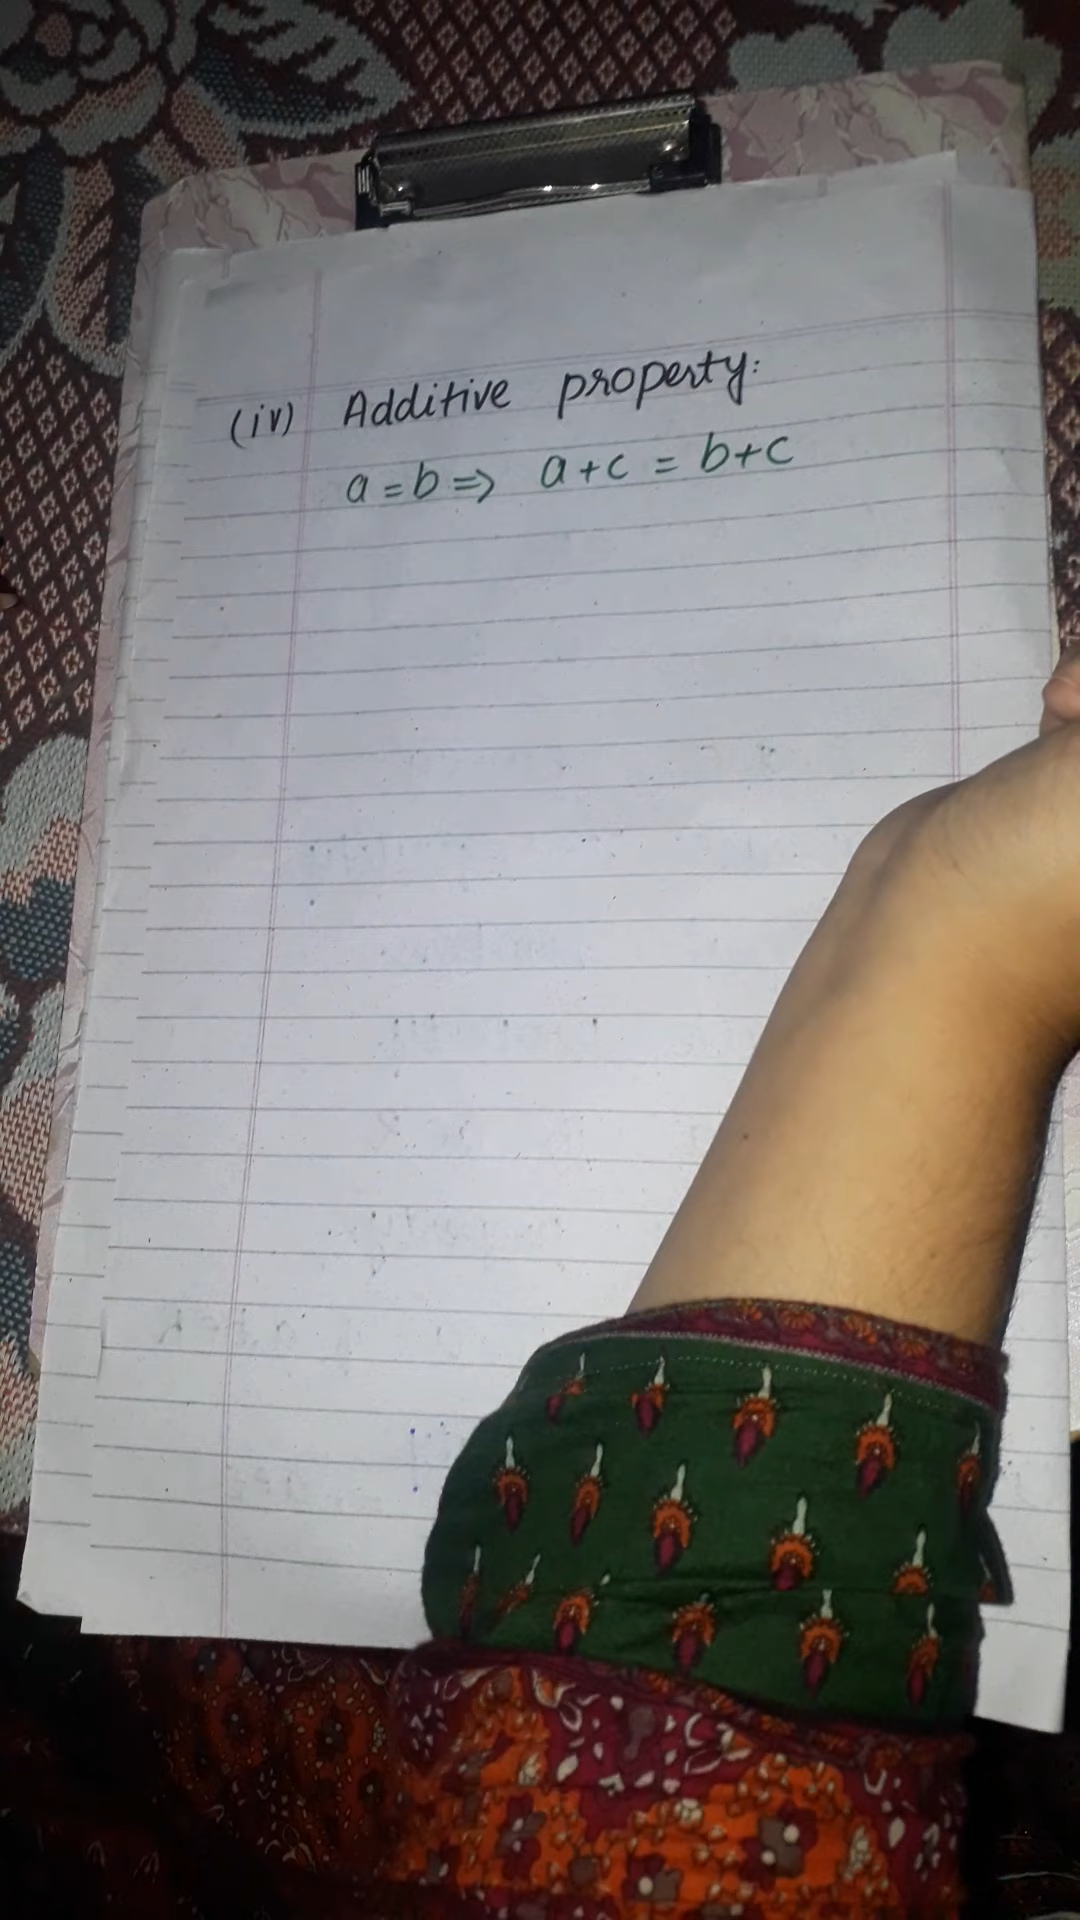 (iv) Additive property:
a = b => a + c = b + c